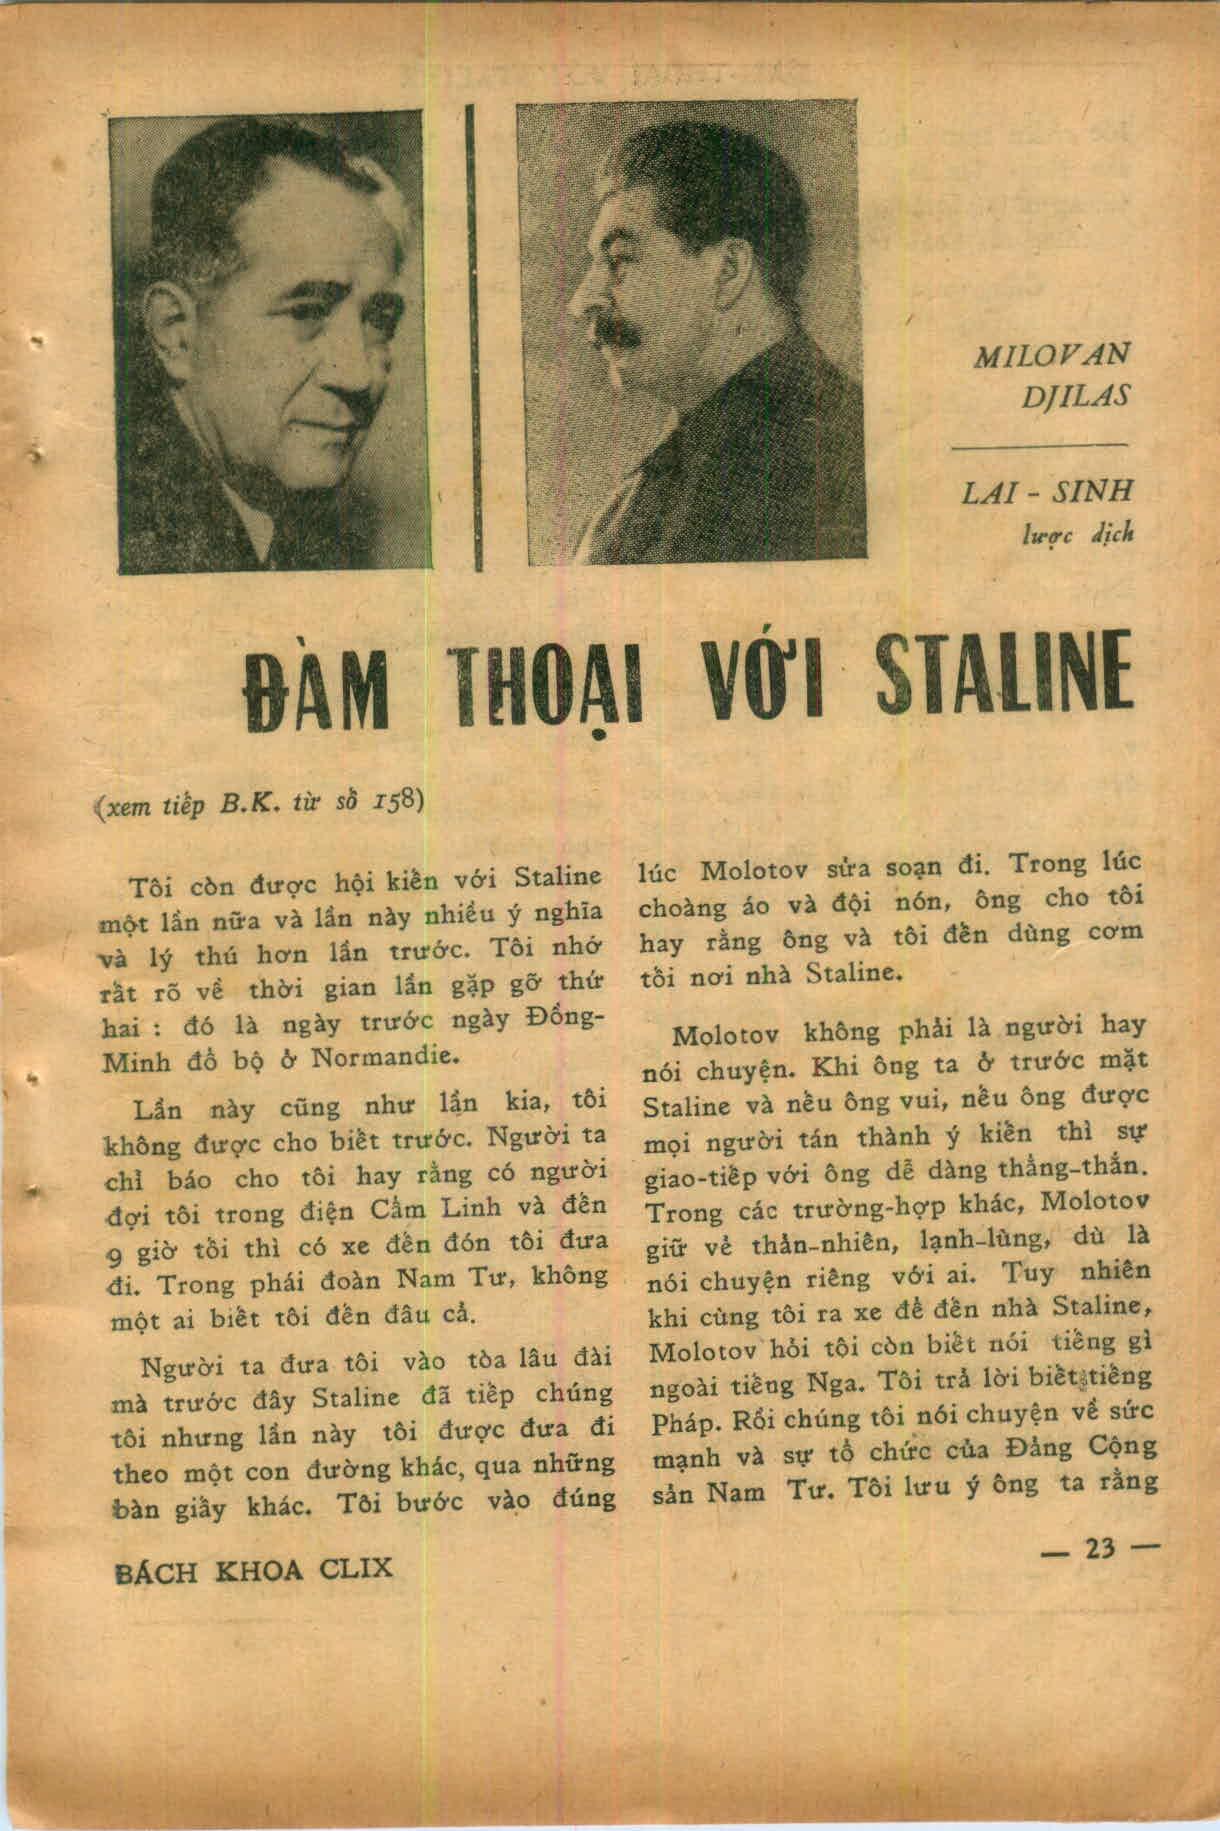 MILOVAN
DJILAS
LAI - SINH
lược dịch
ĐÀM THOẠI VỚI STALINE
(xem tiếp B.K. từ số 158)
Tôi còn được hội kiến với Staline
một lần nữa và lần này nhiều ý nghĩa
và lý thú hơn lần trước. Tôi nhớ
rất rõ về thời gian lần gặp gỡ thứ
hai : đó là ngày trước ngày Đồng-
Minh đổ bộ ở Normandie.
Lần này cũng như lần kia, tôi
không được cho biết trước. Người ta
chỉ báo cho tôi hay rằng có người
đợi tôi trong điện Cẩm Linh và đến
9 giờ tối thì có xe đến đón tôi đưa
đi. Trong phái đoàn Nam Tư, không
một ai biết tôi đến đâu cả.
Người ta đưa tôi vào tòa lâu đài
mà trước đây Staline đã tiếp chúng
tôi nhưng lần này tôi được đưa đi
theo một con đường khác, qua những
bàn giấy khác. Tôi bước vào đúng
lúc Molotov sửa soạn đi. Trong lúc
choàng áo và đội nón, ông cho tôi
hay rằng ông và tôi đến dùng cơm
tối nơi nhà Staline.
Molotov không phải là người hay
nói chuyện. Khi ông ta ở trước mặt
Staline và nếu ông vui, nếu ông được
mọi người tán thành ý kiến thì sự
giao-tiếp với ông dễ dàng thẳng-thắn.
Trong các trường-hợp khác, Molotov
giữ vẻ thản-nhiên, lạnh-lùng, dù là
nói chuyện riêng với ai. Tuy nhiên
khi cùng tôi ra xe để đến nhà Staline,
Molotov hỏi tôi còn biết nói tiếng gì
ngoài tiếng Nga. Tôi trả lời biết tiếng
Pháp. Rồi chúng tôi nói chuyện về sức
mạnh và sự tổ chức của Đảng Cộng
sản Nam Tư. Tôi lưu ý ông ta rằng
BÁCH KHOA CLIX
— 23 —